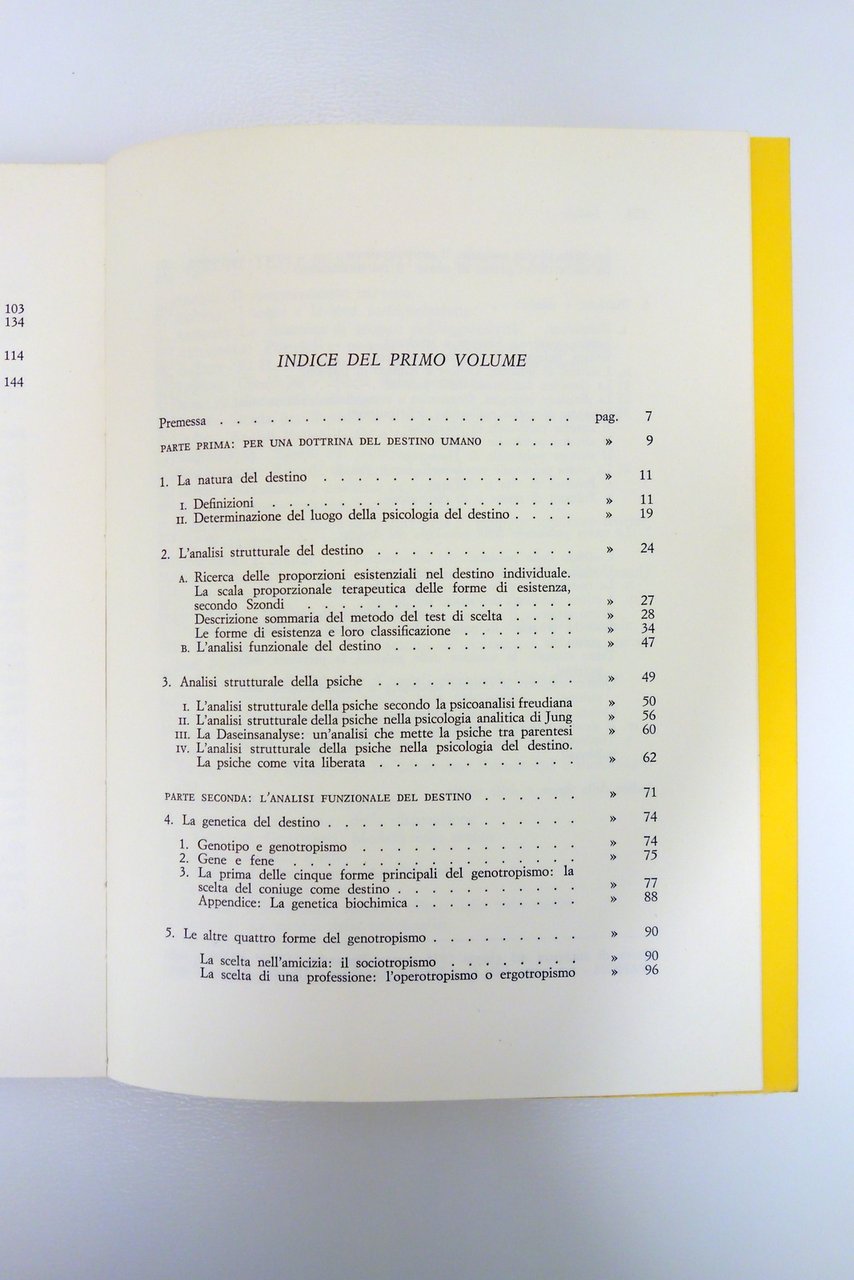 103
134
114
144
INDICE DEL PRIMO VOLUME
Premessa . . . . . . . . . . . . . . . . . . . . . pag. 7
PARTE PRIMA: PER UNA DOTTRINA DEL DESTINO UMANO . . . . . » 9
1. La natura del destino . . . . . . . . . . . . . . . » 11
I. Definizioni . . . . . . . . . . . . . . . . . . » 11
II. Determinazione del luogo della psicologia del destino . . . . » 19
2. L'analisi strutturale del destino . . . . . . . . . . . . » 24
A. Ricerca delle proporzioni esistenziali nel destino individuale.
La scala proporzionale terapeutica delle forme di esistenza,
secondo Szondi . . . . . . . . . . . . . . . . » 27
Descrizione sommaria del metodo del test di scelta . . . . » 28
Le forme di esistenza e loro classificazione . . . . . . . » 34
B. L'analisi funzionale del destino . . . . . . . . . . . » 47
3. Analisi strutturale della psiche . . . . . . . . . . . . » 49
I. L'analisi strutturale della psiche secondo la psicoanalisi freudiana » 50
II. L'analisi strutturale della psiche nella psicologia analitica di Jung » 56
III. La Daseinsanalyse: un'analisi che mette la psiche tra parentesi » 60
IV. L'analisi strutturale della psiche nella psicologia del destino.
La psiche come vita liberata . . . . . . . . . . . . » 62
PARTE SECONDA: L'ANALISI FUNZIONALE DEL DESTINO . . . . . . » 71
4. La genetica del destino . . . . . . . . . . . . . . . » 74
1. Genotipo e genotropismo . . . . . . . . . . . . . » 74
2. Gene e fene . . . . . . . . . . . . . . . . . » 75
3. La prima delle cinque forme principali del genotropismo: la
scelta del coniuge come destino . . . . . . . . . . . » 77
Appendice: La genetica biochimica . . . . . . . . . . » 88
5. Le altre quattro forme del genotropismo . . . . . . . . . » 90
La scelta nell'amicizia: il sociotropismo . . . . . . . . » 90
La scelta di una professione: l'operotropismo o ergotropismo » 96